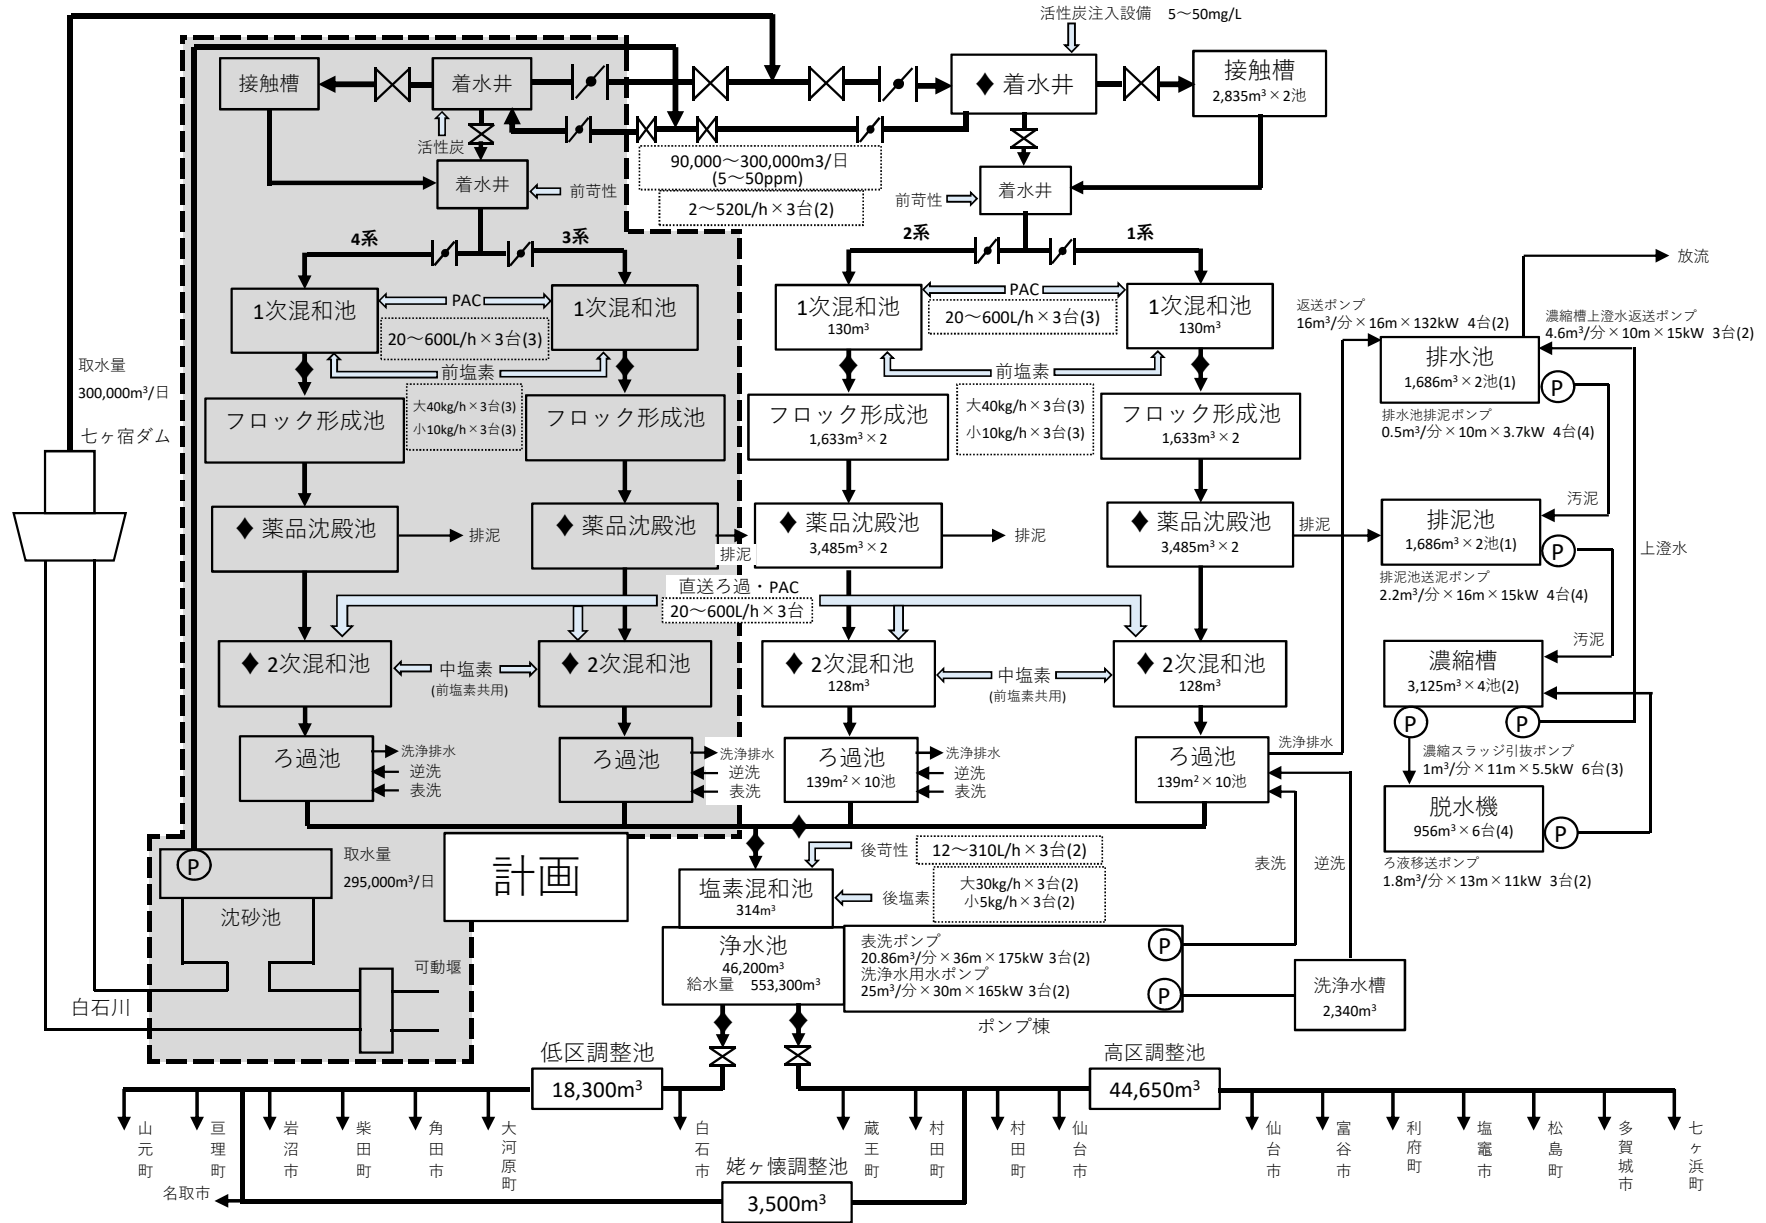 活性炭注入設備 5～50mg/L
接触槽
着水井
♦ 着水井
接触槽
2,835m³×2池
活性炭
90,000～300,000m3/日
(5～50ppm)
2～520L/h×3台(2)
着水井
前苛性
前苛性
着水井
4系
3系
2系
1系
放流
1次混和池
PAC
1次混和池
20～600L/h×3台(3)
1次混和池
130m³
PAC
1次混和池
130m³
20～600L/h×3台(3)
返送ポンプ
16m³/分×16m×132kW 4台(2)
濃縮槽上澄水返送ポンプ
4.6m³/分×10m×15kW 3台(2)
取水量
300,000m³/日
前塩素
前塩素
排水池
1,686m³×2池(1)
P
排水池排泥ポンプ
0.5m³/分×10m×3.7kW 4台(4)
七ヶ宿ダム
フロック形成池
大40kg/h×3台(3)
小10kg/h×3台(3)
フロック形成池
フロック形成池
1,633m³×2
大40kg/h×3台(3)
小10kg/h×3台(3)
フロック形成池
1,633m³×2
汚泥
♦ 薬品沈殿池
排泥
♦ 薬品沈殿池
排泥
♦ 薬品沈殿池
3,485m³×2
排泥
♦ 薬品沈殿池
3,485m³×2
排泥
排泥池
1,686m³×2池(1)
P
上澄水
排泥池送泥ポンプ
2.2m³/分×16m×15kW 4台(4)
直送ろ過・PAC
20～600L/h×3台
汚泥
♦ 2次混和池
中塩素
(前塩素共用)
♦ 2次混和池
♦ 2次混和池
128m³
中塩素
(前塩素共用)
♦ 2次混和池
128m³
濃縮槽
3,125m³×4池(2)
P
P
ろ過池
洗浄排水
逆洗
表洗
ろ過池
洗浄排水
逆洗
表洗
ろ過池
139m²×10池
洗浄排水
逆洗
表洗
ろ過池
139m²×10池
洗浄排水
濃縮スラッジ引抜ポンプ
1m³/分×11m×5.5kW 6台(3)
脱水機
956m³×6台(4)
P
ろ液移送ポンプ
1.8m³/分×13m×11kW 3台(2)
P
取水量
295,000m³/日
沈砂池
計画
後苛性
12～310L/h×3台(2)
表洗
逆洗
塩素混和池
314m³
後塩素
大30kg/h×3台(2)
小5kg/h×3台(2)
浄水池
46,200m³
給水量 553,300m³
表洗ポンプ
20.86m³/分×36m×175kW 3台(2)
洗浄水用水ポンプ
25m³/分×30m×165kW 3台(2)
P
P
ポンプ棟
洗浄水槽
2,340m³
可動堰
白石川
低区調整池
18,300m³
高区調整池
44,650m³
山元町
亘理町
岩沼市
柴田町
角田市
大河原町
白石市
蔵王町
村田町
村田町
仙台市
仙台市
富谷市
利府町
塩竈市
松島町
多賀城市
七ヶ浜町
名取市
姥ヶ懐調整池
3,500m³